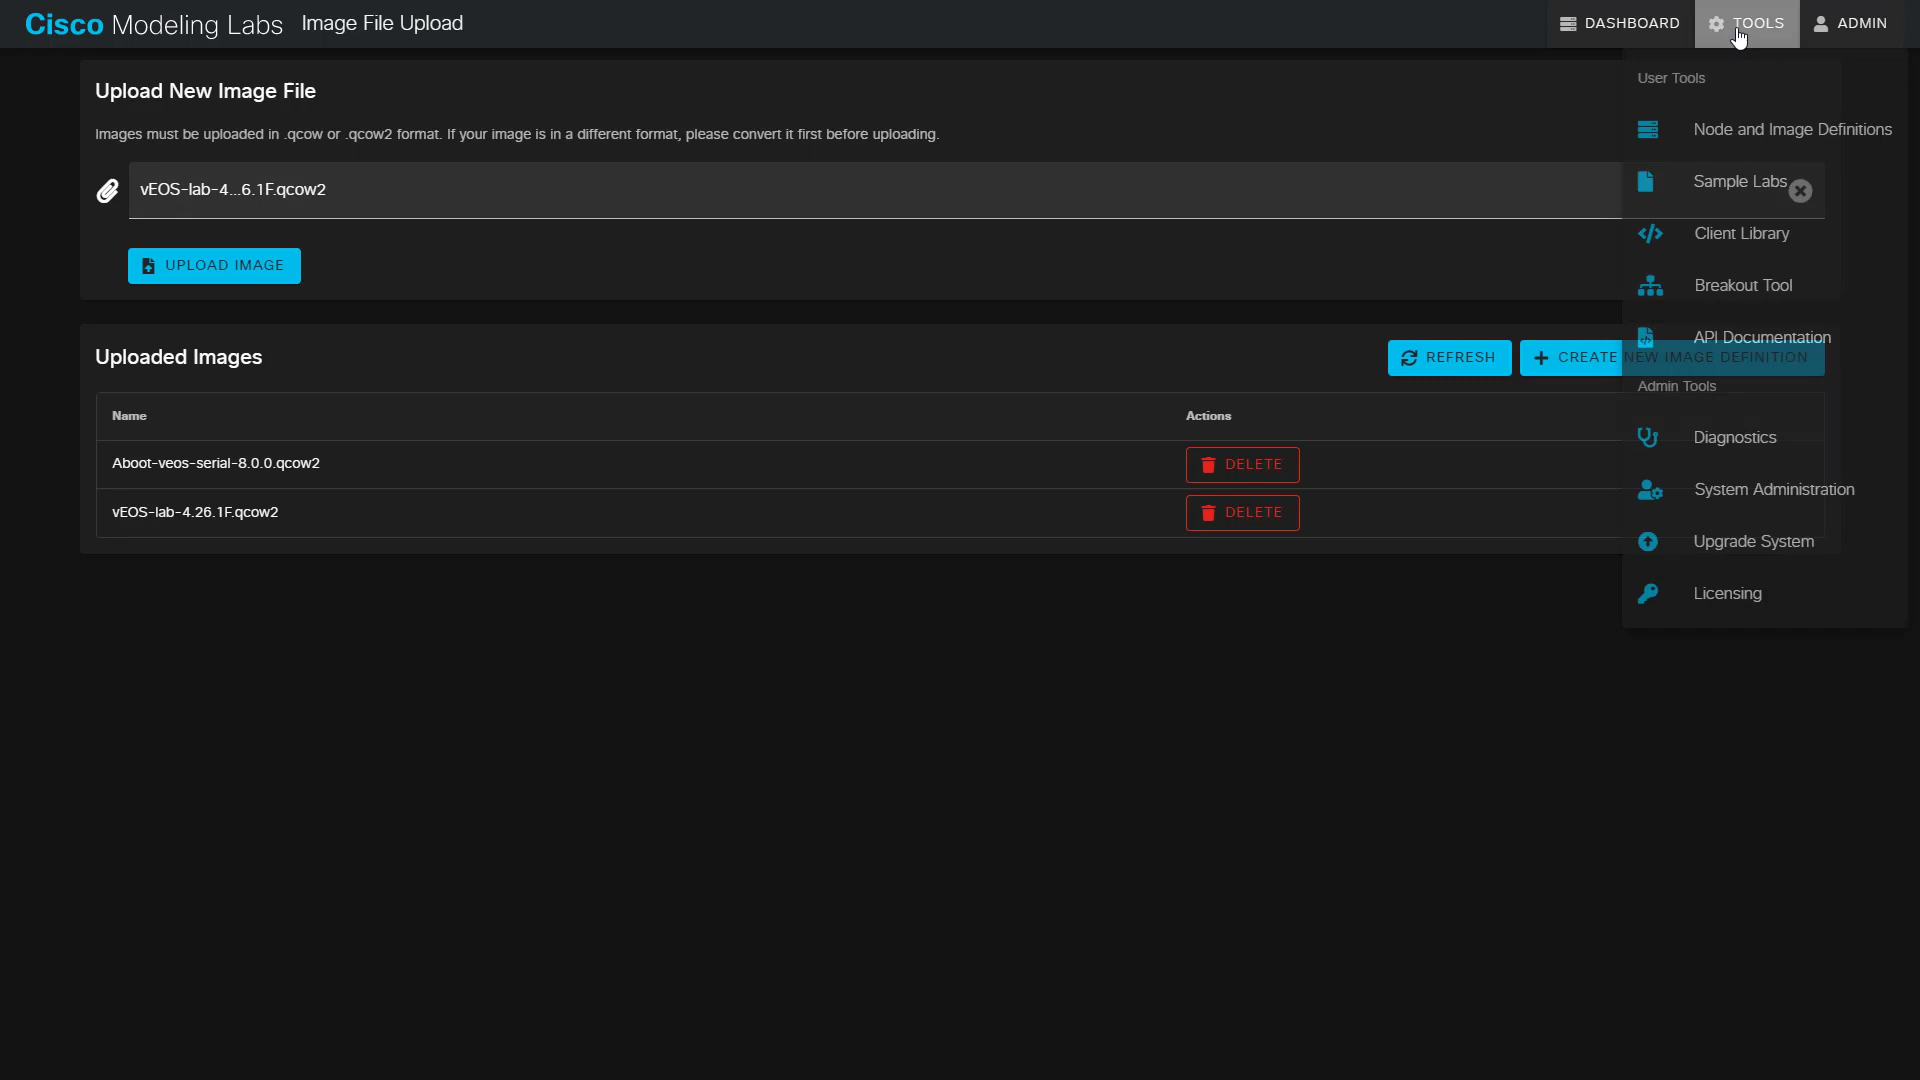 Cisco Modeling Labs Image File Upload
DASHBOARD
TOOLS
ADMIN
Upload New Image File
Images must be uploaded in .qcow or .qcow2 format. If your image is in a different format, please convert it first before uploading.
vEOS-lab-4...6.1F.qcow2
UPLOAD IMAGE
Uploaded Images
REFRESH
CREATE NEW IMAGE DEFINITION
Name
Actions
Aboot-veos-serial-8.0.0.qcow2
DELETE
vEOS-lab-4.26.1F.qcow2
DELETE
User Tools
Node and Image Definitions
Sample Labs
Client Library
Breakout Tool
API Documentation
Admin Tools
Diagnostics
System Administration
Upgrade System
Licensing